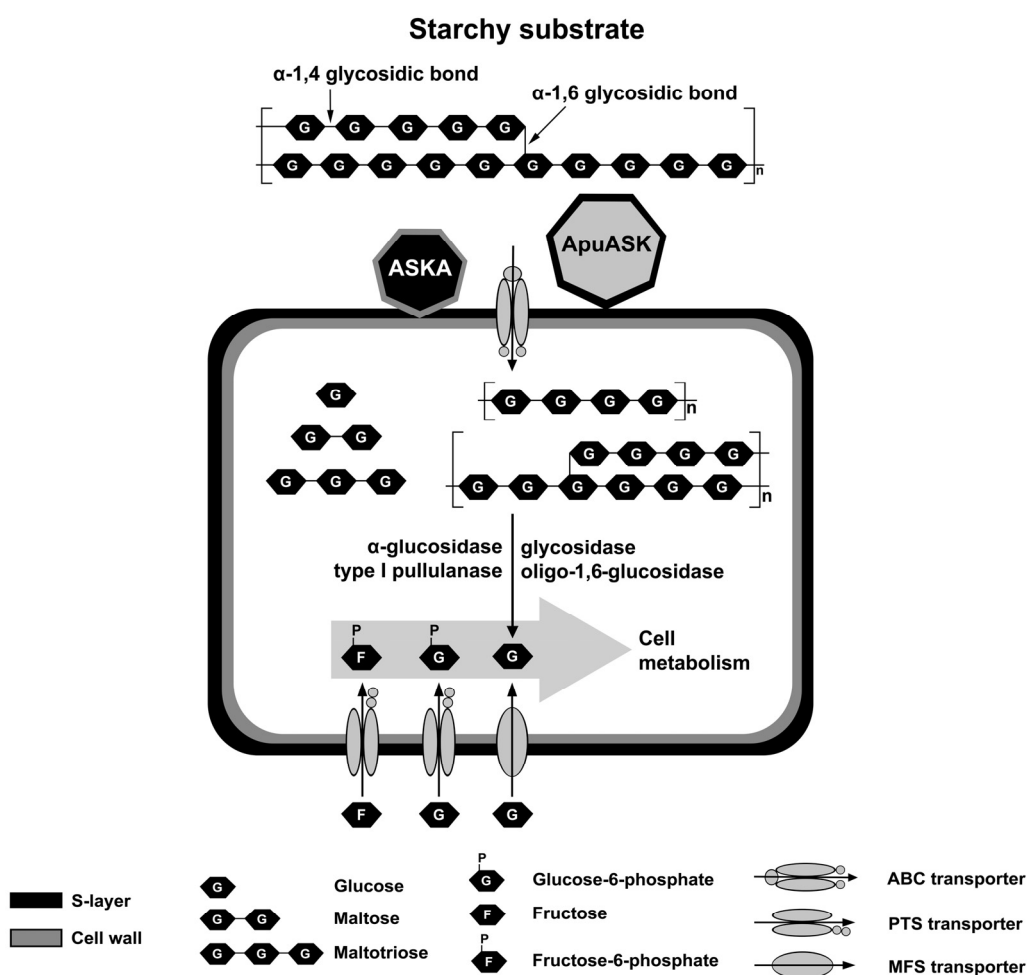 Starchy substrate
α-1,4 glycosidic bond
α-1,6 glycosidic bond
G G G G G
G G G G G G G G G G
n
ASKA
ApuASK
G
G G
G G G
G G G G
n
G G G G
G G G G G G
n
α-glucosidase
type I pullulanase
glycosidase
oligo-1,6-glucosidase
P P
F G G
Cell
metabolism
F G G
S-layer
Cell wall
G Glucose
G G Maltose
G G G Maltotriose
P
G Glucose-6-phosphate
F Fructose
P
F Fructose-6-phosphate
ABC transporter
PTS transporter
MFS transporter